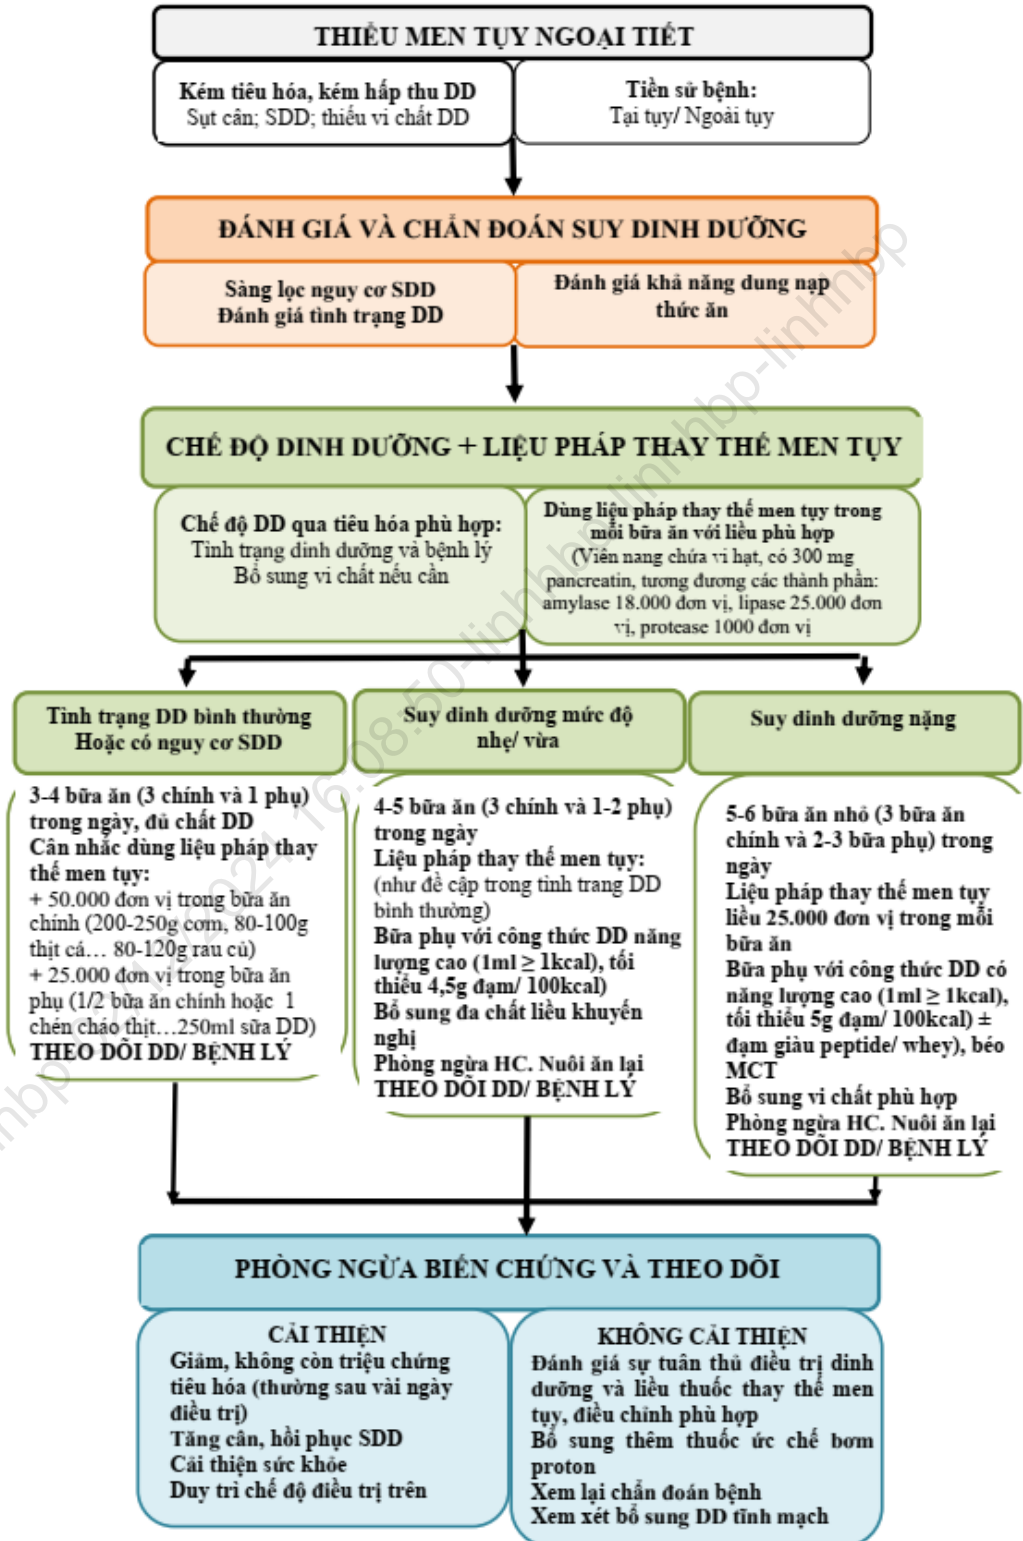 THIẾU MEN TỤY NGOẠI TIẾT
Kém tiêu hóa, kém hấp thu DD
Sụt cân; SDD; thiếu vi chất DD
Tiền sử bệnh:
Tại tụy/ Ngoài tụy
ĐÁNH GIÁ VÀ CHẨN ĐOÁN SUY DINH DƯỠNG
Sàng lọc nguy cơ SDD
Đánh giá tình trạng DD
Đánh giá khả năng dung nạp
thức ăn
CHẾ ĐỘ DINH DƯỠNG + LIỆU PHÁP THAY THẾ MEN TỤY
Chế độ DD qua tiêu hóa phù hợp:
Tình trạng dinh dưỡng và bệnh lý
Bổ sung vi chất nếu cần
Dùng liệu pháp thay thế men tụy trong
mỗi bữa ăn với liều phù hợp
(Viên nang chứa vi hạt, có 300 mg
pancreatin, tương đương các thành phần:
amylase 18.000 đơn vị, lipase 25.000 đơn
vị, protease 1000 đơn vị
Tình trạng DD bình thường
Hoặc có nguy cơ SDD
3-4 bữa ăn (3 chính và 1 phụ)
trong ngày, đủ chất DD
Cân nhắc dùng liệu pháp thay
thế men tụy:
+ 50.000 đơn vị trong bữa ăn
chính (200-250g cơm, 80-100g
thịt cá… 80-120g rau củ)
+ 25.000 đơn vị trong bữa ăn
phụ (1/2 bữa ăn chính hoặc 1
chén cháo thịt…250ml sữa DD)
THEO DÕI DD/ BỆNH LÝ
Suy dinh dưỡng mức độ
nhẹ/ vừa
4-5 bữa ăn (3 chính và 1-2 phụ)
trong ngày
Liệu pháp thay thế men tụy:
(như đề cập trong tình trạng DD
bình thường)
Bữa phụ với công thức DD năng
lượng cao (1ml ≥ 1kcal), tối
thiểu 4,5g đạm/ 100kcal)
Bổ sung đa chất liều khuyến
nghị
Phòng ngừa HC. Nuôi ăn lại
THEO DÕI DD/ BỆNH LÝ
Suy dinh dưỡng nặng
5-6 bữa ăn nhỏ (3 bữa ăn
chính và 2-3 bữa phụ) trong
ngày
Liệu pháp thay thế men tụy
liều 25.000 đơn vị trong mỗi
bữa ăn
Bữa phụ với công thức DD có
năng lượng cao (1ml ≥ 1kcal),
tối thiểu 5g đạm/ 100kcal) ±
đạm giàu peptide/ whey), béo
MCT
Bổ sung vi chất phù hợp
Phòng ngừa HC. Nuôi ăn lại
THEO DÕI DD/ BỆNH LÝ
PHÒNG NGỪA BIẾN CHỨNG VÀ THEO DÕI
CẢI THIỆN
Giảm, không còn triệu chứng
tiêu hóa (thường sau vài ngày
điều trị)
Tăng cân, hồi phục SDD
Cải thiện sức khỏe
Duy trì chế độ điều trị trên
KHÔNG CẢI THIỆN
Đánh giá sự tuân thủ điều trị dinh
dưỡng và liều thuốc thay thế men
tụy, điều chỉnh phù hợp
Bổ sung thêm thuốc ức chế bơm
proton
Xem lại chẩn đoán bệnh
Xem xét bổ sung DD tĩnh mạch